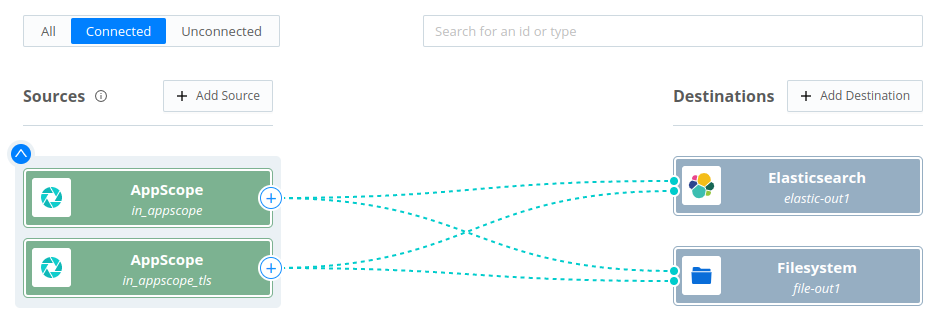 All
Connected
Unconnected
Search for an id or type
Sources
+ Add Source
Destinations
+ Add Destination
AppScope
in_appscope
AppScope
in_appscope_tls
Elasticsearch
elastic-out1
Filesystem
file-out1